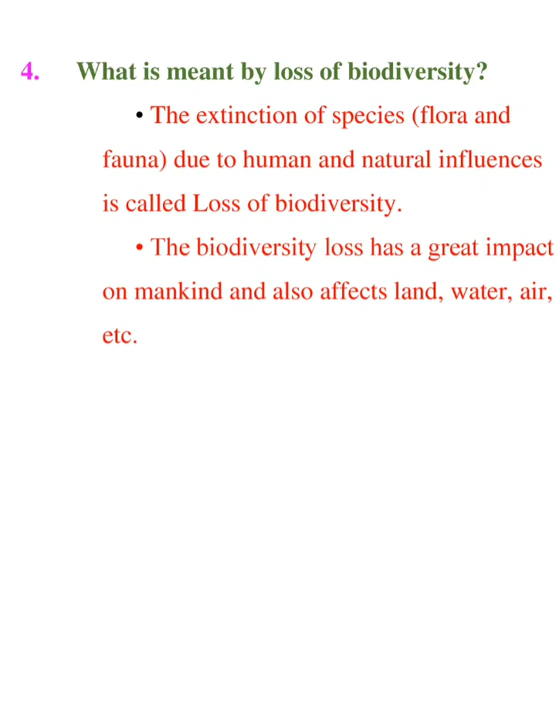 4. What is meant by loss of biodiversity?
• The extinction of species (flora and
fauna) due to human and natural influences
is called Loss of biodiversity.
• The biodiversity loss has a great impact
on mankind and also affects land, water, air,
etc.